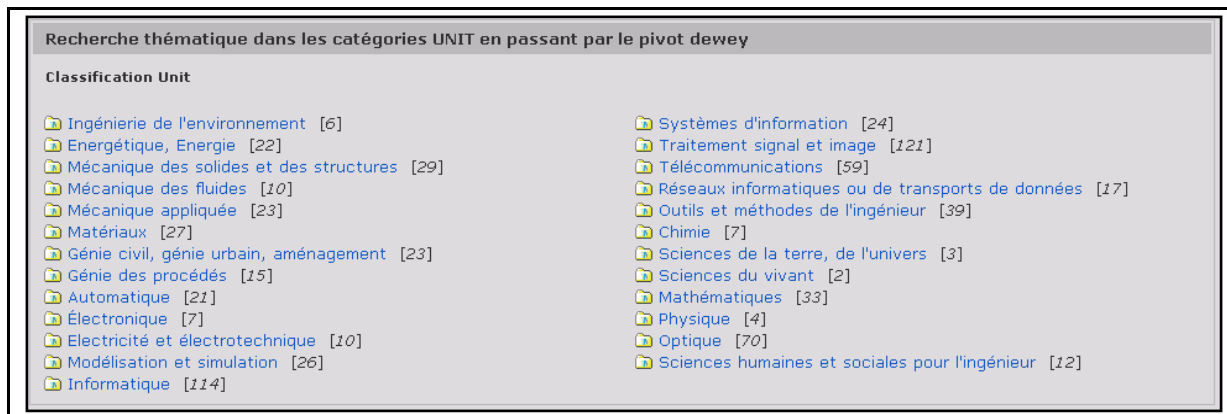 Recherche thématique dans les catégories UNIT en passant par le pivot dewey
Classification Unit
Ingénierie de l'environnement [6]
Energétique, Energie [22]
Mécanique des solides et des structures [29]
Mécanique des fluides [10]
Mécanique appliquée [23]
Matériaux [27]
Génie civil, génie urbain, aménagement [23]
Génie des procédés [15]
Automatique [21]
Électronique [7]
Electricité et électrotechnique [10]
Modélisation et simulation [26]
Informatique [114]
Systèmes d'information [24]
Traitement signal et image [121]
Télécommunications [59]
Réseaux informatiques ou de transports de données [17]
Outils et méthodes de l'ingénieur [39]
Chimie [7]
Sciences de la terre, de l'univers [3]
Sciences du vivant [2]
Mathématiques [33]
Physique [4]
Optique [70]
Sciences humaines et sociales pour l'ingénieur [12]